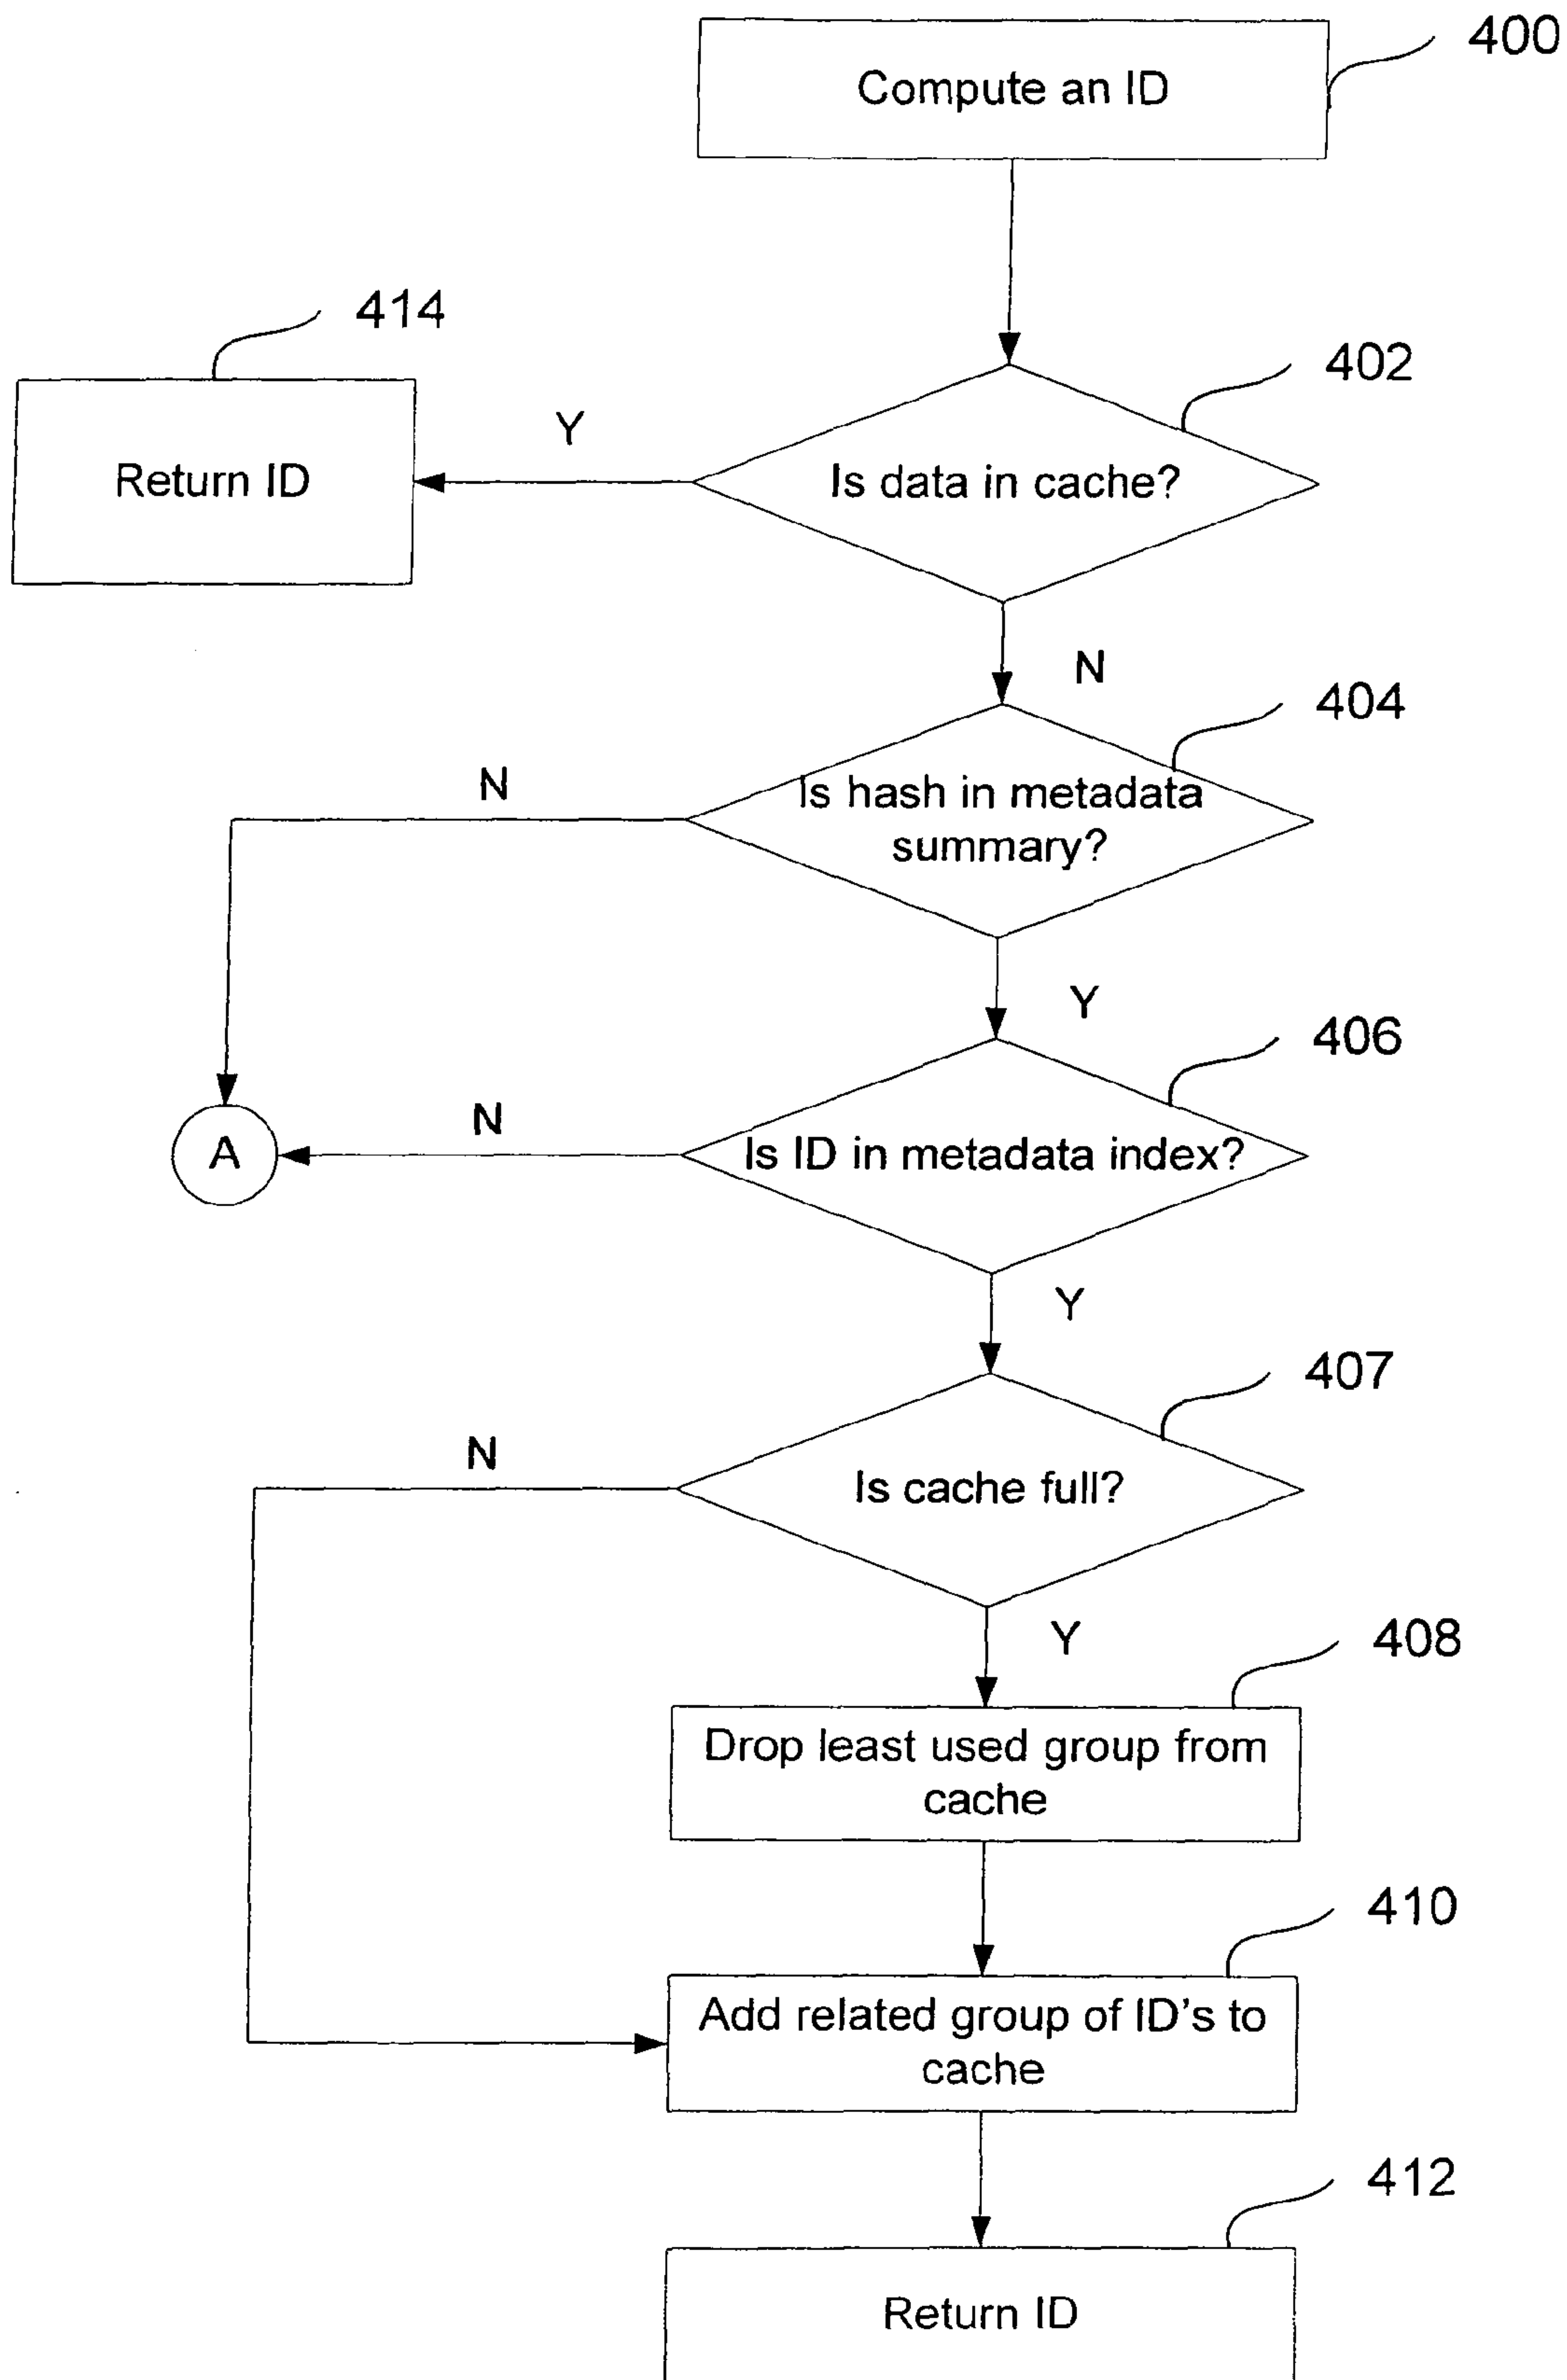 400
Compute an ID
414
402
Y
Return ID
Is data in cache?
N
404
N
Is hash in metadata
summary?
Y
406
N
A
Is ID in metadata index?
Y
407
N
Is cache full?
Y
408
Drop least used group from
cache
410
Add related group of ID's to
cache
412
Return ID